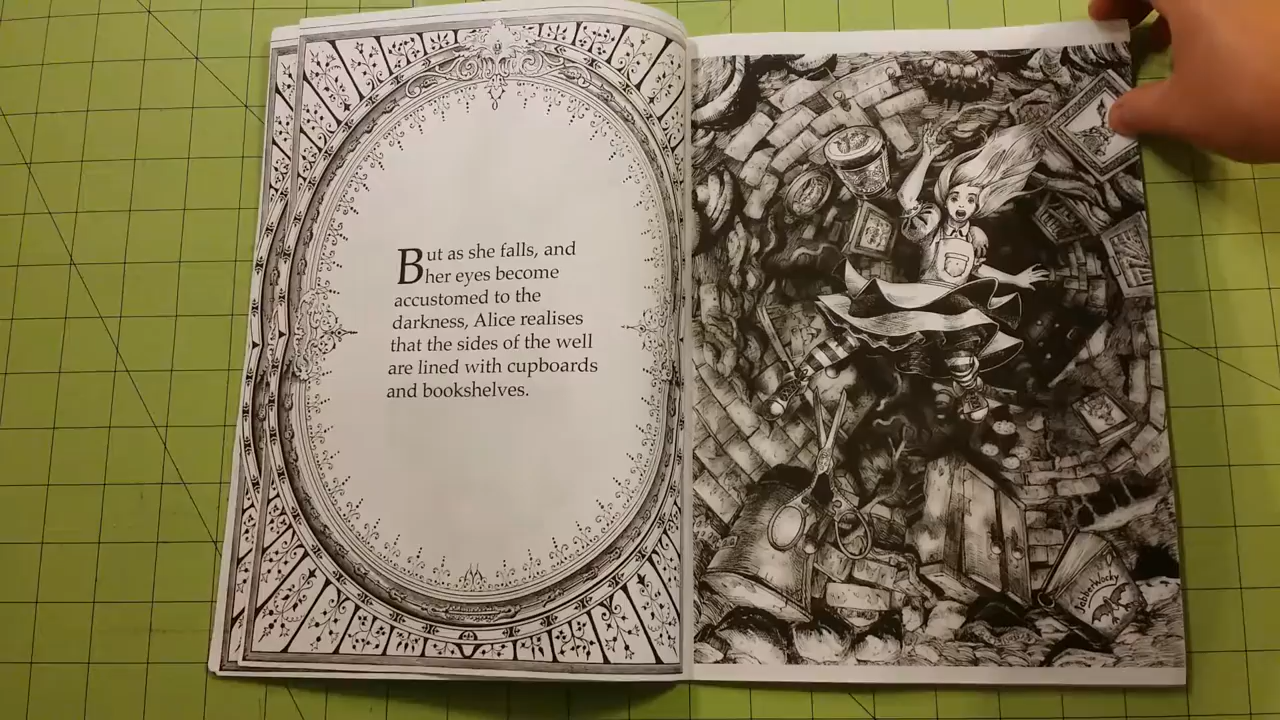 But as she falls, and
her eyes become
accustomed to the
darkness, Alice realises
that the sides of the well
are lined with cupboards
and bookshelves.
JabberWocky